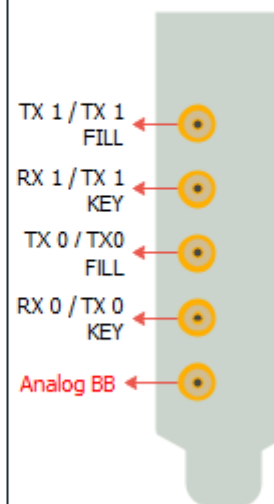 TX 1 / TX 1
FILL
RX 1 / TX 1
KEY
TX 0 / TX0
FILL
RX 0 / TX 0
KEY
Analog BB